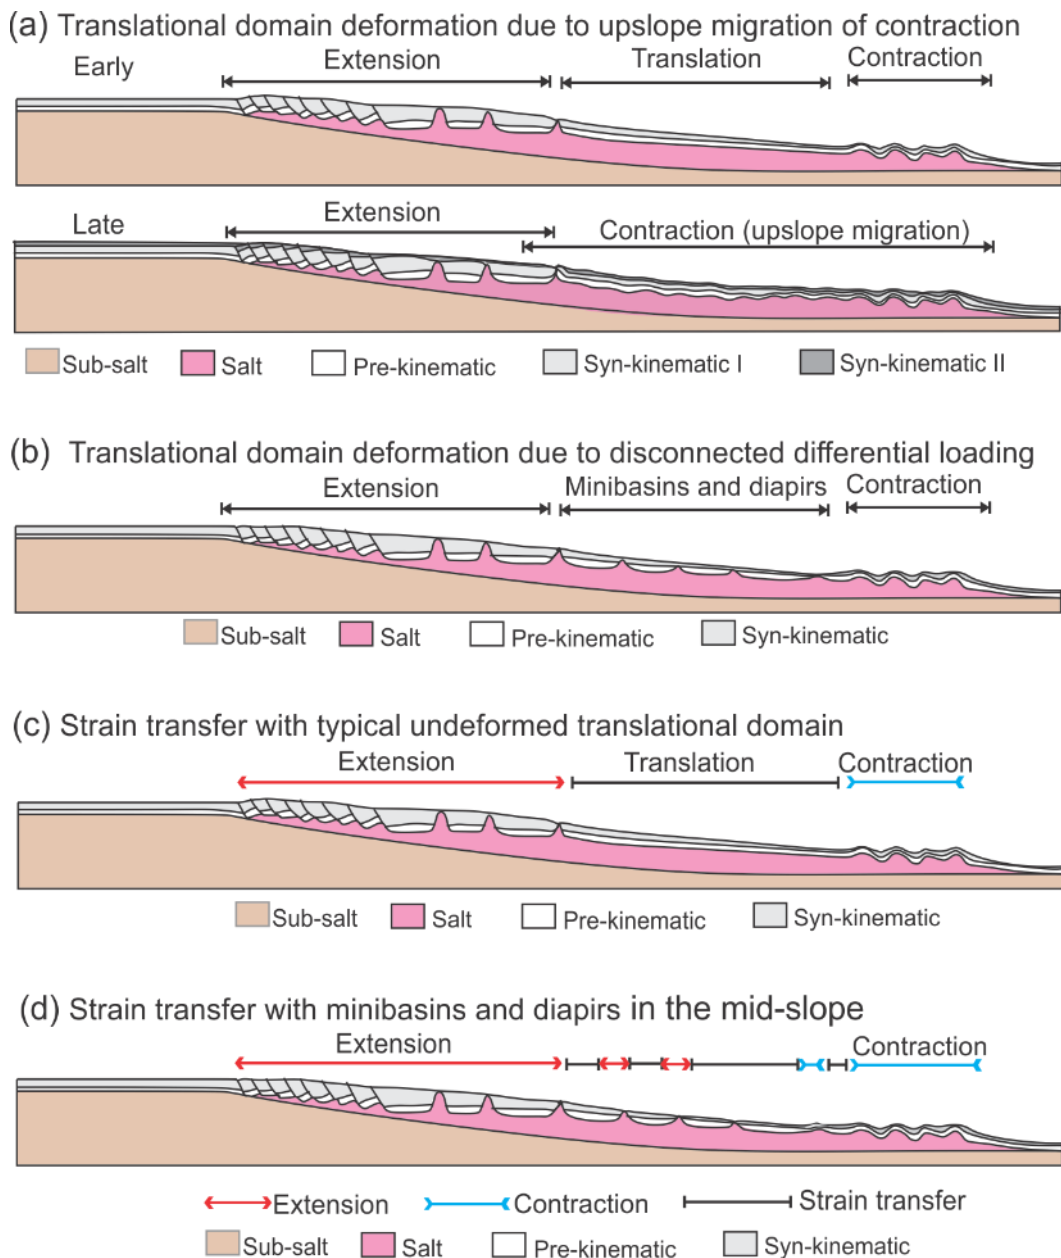 (a) Translational domain deformation due to upslope migration of contraction
Early
Extension
Translation
Contraction
Late
Extension
Contraction (upslope migration)
Sub-salt
Salt
Pre-kinematic
Syn-kinematic I
Syn-kinematic II
(b) Translational domain deformation due to disconnected differential loading
Extension
Minibasins and diapirs
Contraction
Sub-salt
Salt
Pre-kinematic
Syn-kinematic
(c) Strain transfer with typical undeformed translational domain
Extension
Translation
Contraction
Sub-salt
Salt
Pre-kinematic
Syn-kinematic
(d) Strain transfer with minibasins and diapirs in the mid-slope
Extension
Contraction
Extension
Contraction
Strain transfer
Sub-salt
Salt
Pre-kinematic
Syn-kinematic